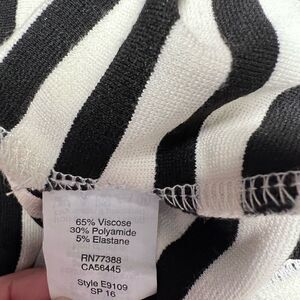 65% Viscose
30% Polyamide
5% Elastane
RN77388
CA56445
Style E9109
SP 16